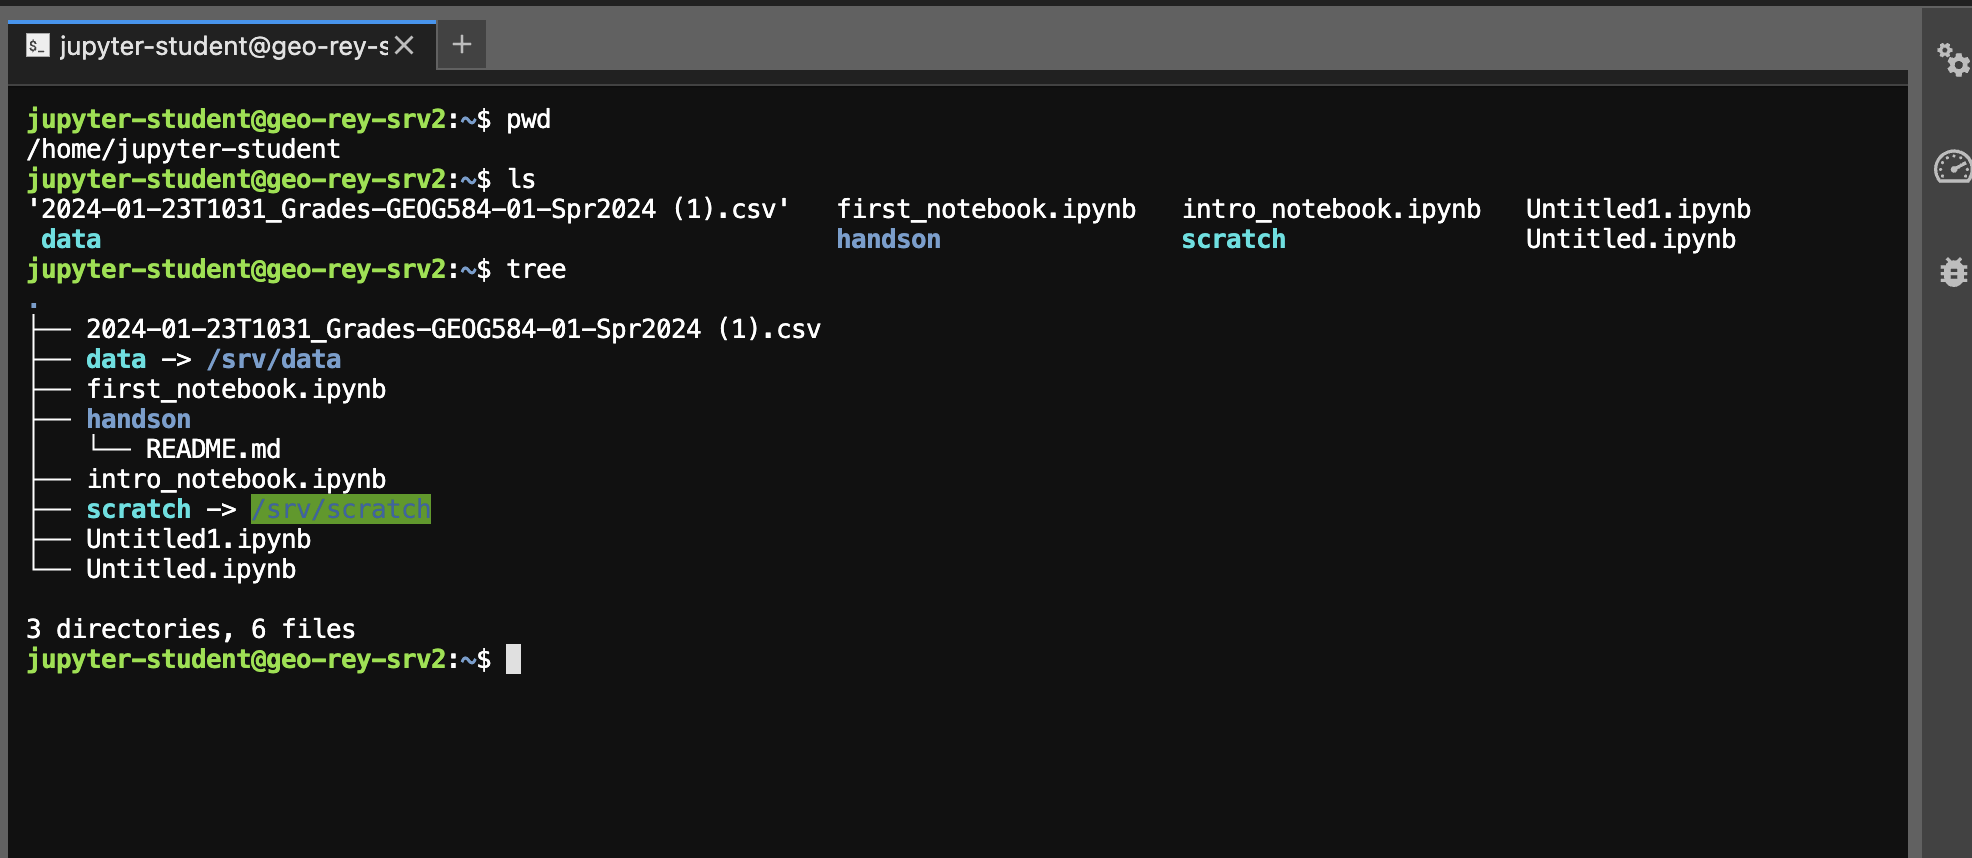 jupyter-student@geo-rey-s
jupyter-student@geo-rey-srv2:~$ pwd
/home/jupyter-student
jupyter-student@geo-rey-srv2:~$ ls
'2024-01-23T1031_Grades-GEOG584-01-Spr2024 (1).csv'   first_notebook.ipynb   intro_notebook.ipynb   Untitled1.ipynb
data   handson   scratch   Untitled.ipynb
jupyter-student@geo-rey-srv2:~$ tree
.
├── 2024-01-23T1031_Grades-GEOG584-01-Spr2024 (1).csv
├── data -> /srv/data
├── first_notebook.ipynb
├── handson
│   └── README.md
├── intro_notebook.ipynb
├── scratch -> /srv/scratch
├── Untitled1.ipynb
└── Untitled.ipynb
3 directories, 6 files
jupyter-student@geo-rey-srv2:~$